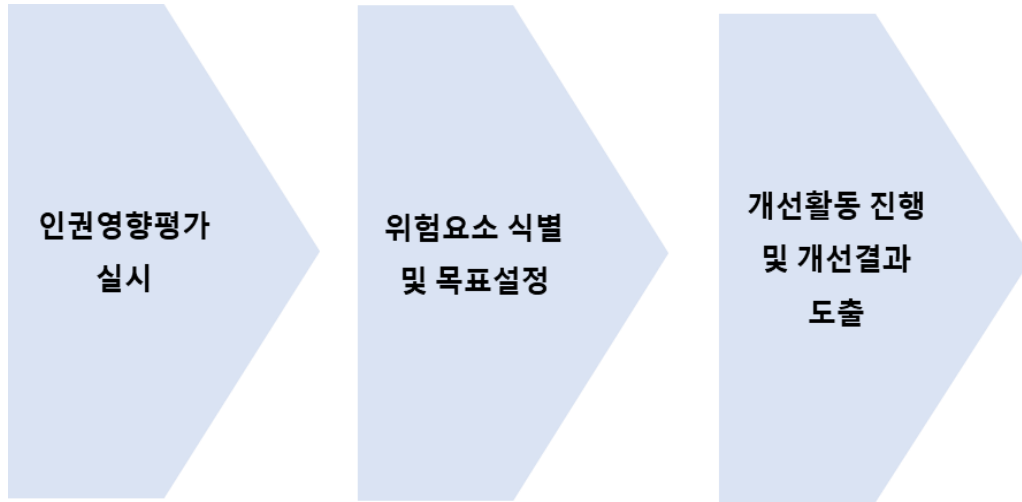 인권영향평가
실시
위험요소 식별
및 목표설정
개선활동 진행
및 개선결과
도출